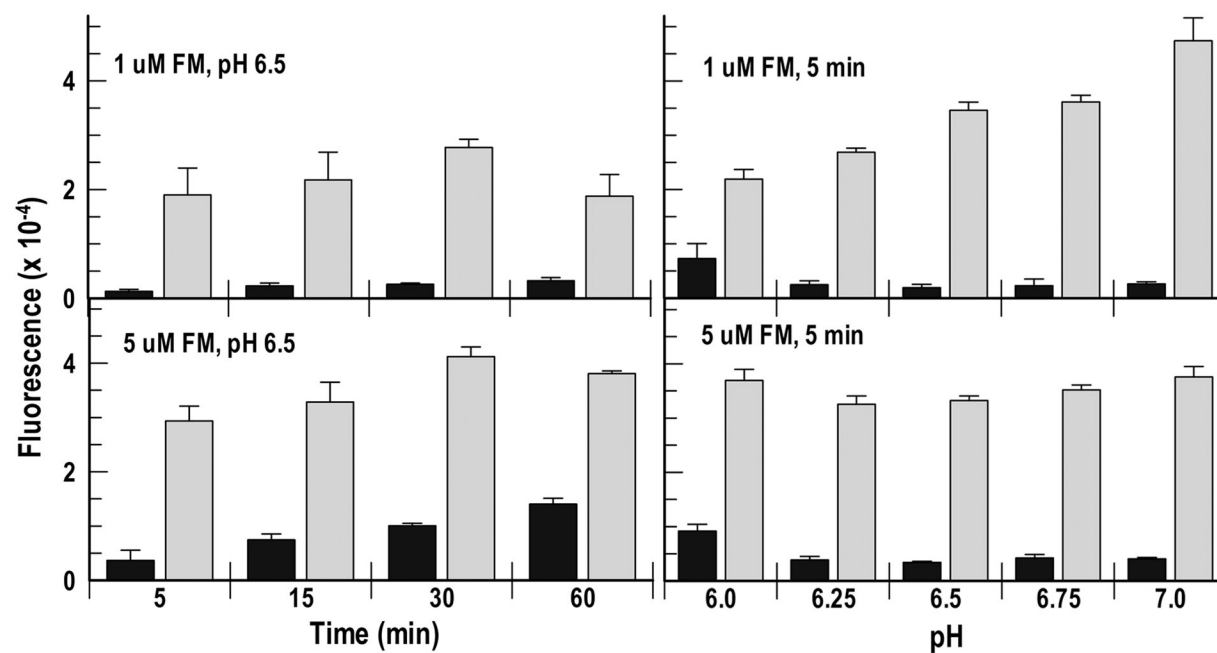 1 uM FM, pH 6.5
1 uM FM, 5 min
4
2
0
5 uM FM, pH 6.5
5 uM FM, 5 min
4
2
0
Fluorescence (x 10-4)
5 15 30 60
6.0 6.25 6.5 6.75 7.0
Time (min)
pH